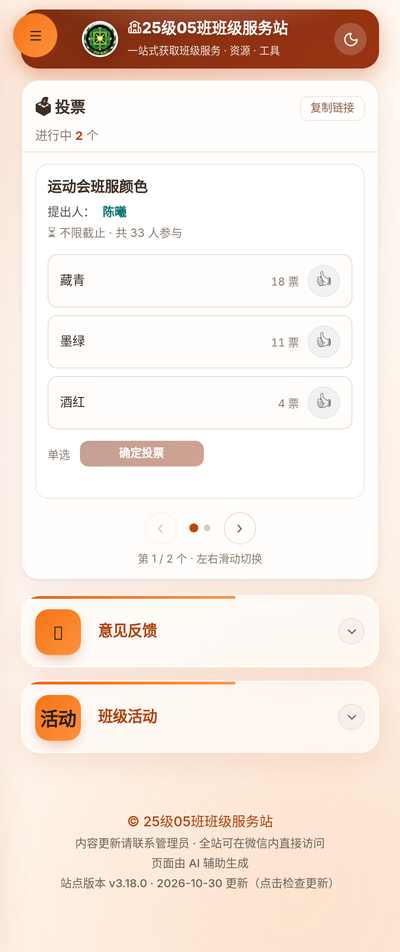 25级05班班级服务站
一站式获取班级服务 · 资源 · 工具
投票
复制链接
进行中 2 个
运动会班服颜色
提出人： 陈曦
不限截止 · 共 33 人参与
藏青
18 票
墨绿
11 票
酒红
4 票
单选
确定投票
第 1 / 2 个 · 左右滑动切换
意见反馈
活动
班级活动
© 25级05班班级服务站
内容更新请联系管理员 · 全站可在微信内直接访问
页面由 AI 辅助生成
站点版本 v3.18.0 · 2026-10-30 更新（点击检查更新）